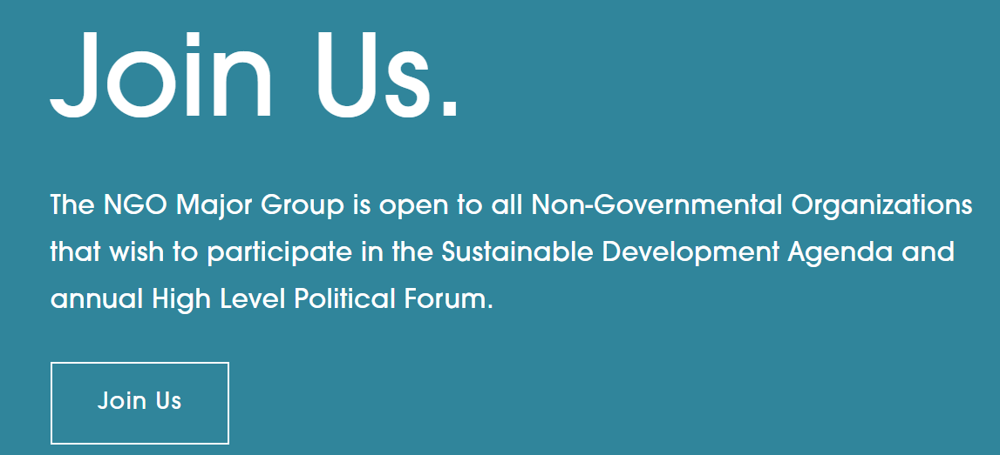 Join Us.
The NGO Major Group is open to all Non-Governmental Organizations
that wish to participate in the Sustainable Development Agenda and
annual High Level Political Forum.
Join Us